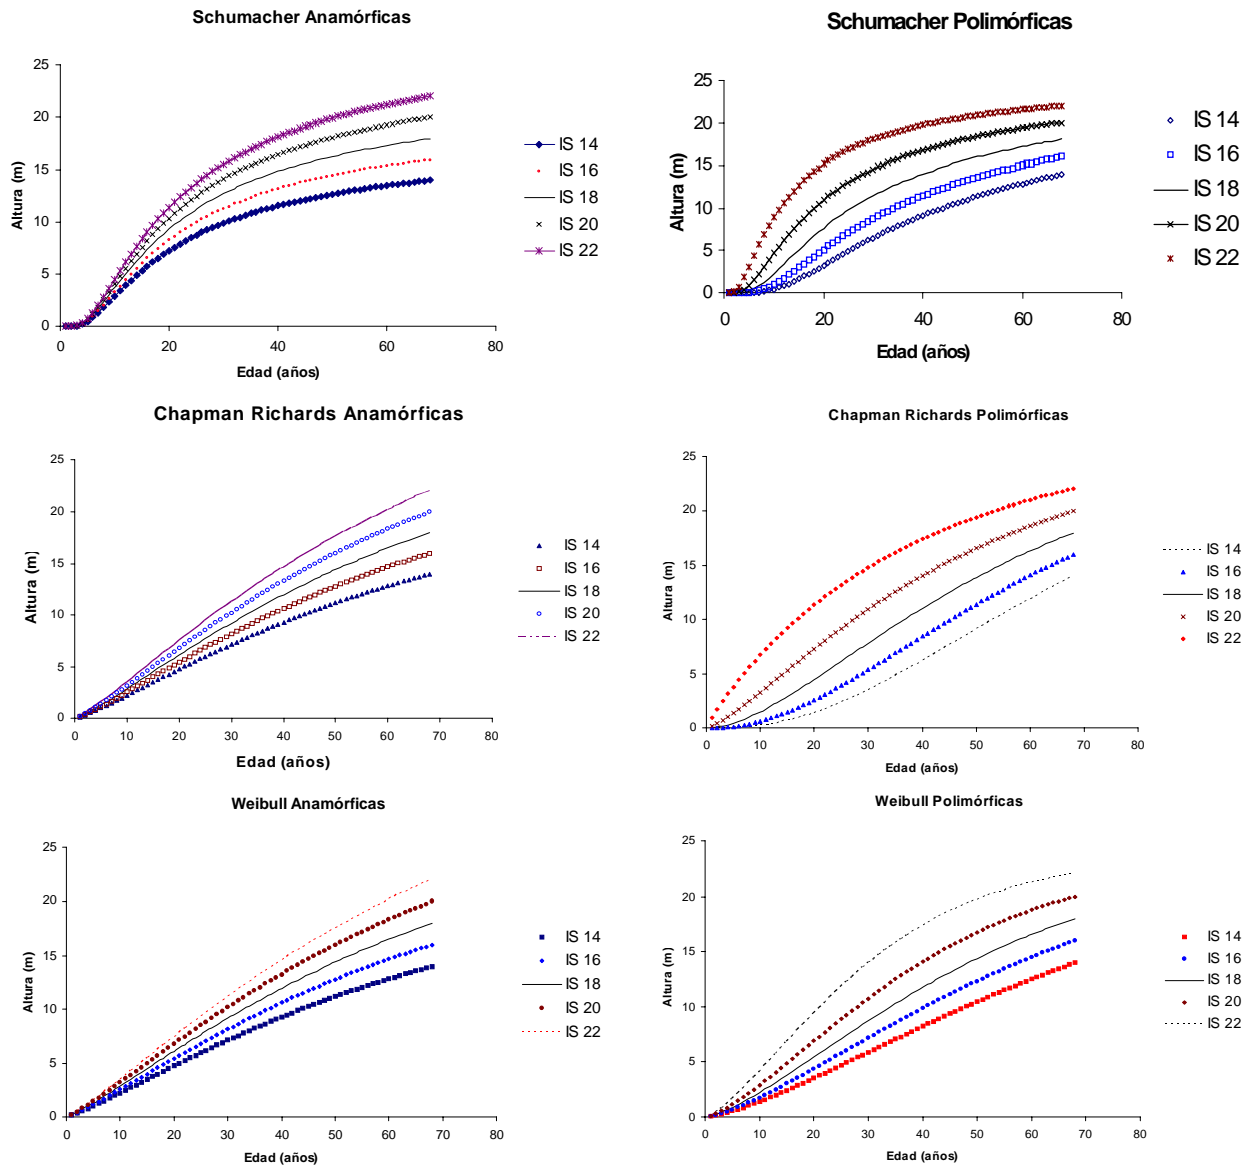 Schumacher Anamórficas
25
20
15
10
5
0
0 20 40 60 80
Altura (m)
Edad (años)
IS 14
IS 16
IS 18
IS 20
IS 22
Schumacher Polimórficas
25
20
15
10
5
0
0 20 40 60 80
Altura (m)
Edad (años)
IS 14
IS 16
IS 18
IS 20
IS 22
Chapman Richards Anamórficas
25
20
15
10
5
0
0 10 20 30 40 50 60 70 80
Altura (m)
Edad (años)
IS 14
IS 16
IS 18
IS 20
IS 22
Chapman Richards Polimórficas
25
20
15
10
5
0
0 10 20 30 40 50 60 70 80
Altura (m)
Edad (años)
IS 14
IS 16
IS 18
IS 20
IS 22
Weibull Anamórficas
25
20
15
10
5
0
0 10 20 30 40 50 60 70 80
Altura (m)
Edad (años)
IS 14
IS 16
IS 18
IS 20
IS 22
Weibull Polimórficas
25
20
15
10
5
0
0 10 20 30 40 50 60 70 80
Altura (m)
Edad (años)
IS 14
IS 16
IS 18
IS 20
IS 22